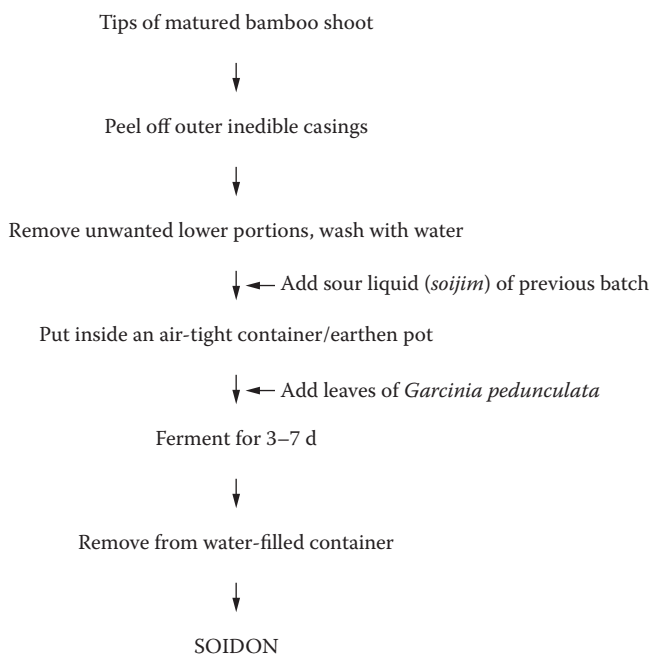 Tips of matured bamboo shoot
Peel off outer inedible casings
Remove unwanted lower portions, wash with water
Add sour liquid (soijim) of previous batch
Put inside an air-tight container/earthen pot
Add leaves of Garcinia pedunculata
Ferment for 3–7 d
Remove from water-filled container
SOIDON